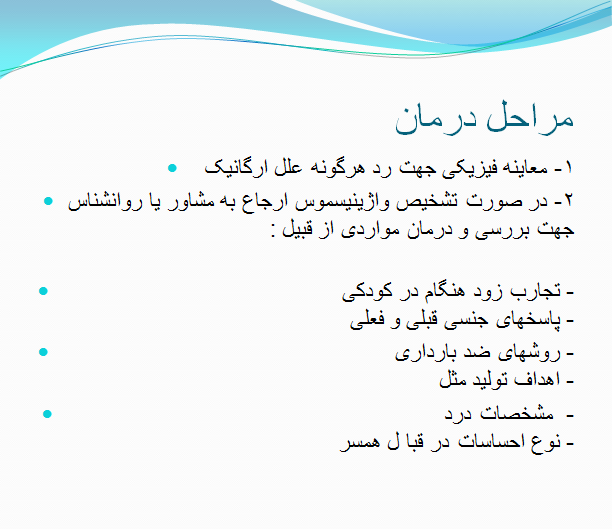 مراحل درمان
۱- معاینه فیزیکی جهت رد هرگونه علل ارگانیک
۲- در صورت تشخیص واژینیسموس ارجاع به مشاور یا روانشناس
جهت بررسی و درمان مواردی از قبیل :
- تجارب زود هنگام در کودکی
- پاسخهای جنسی قبلی و فعلی
- روشهای ضد بارداری
- اهداف تولید مثل
- مشخصات درد
- نوع احساسات در قبا ل همسر